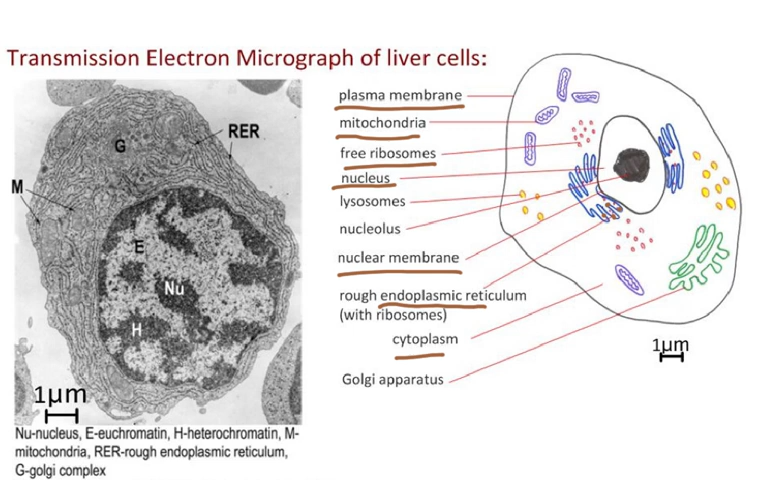 Transmission Electron Micrograph of liver cells:
G
RER
M
E
Nu
H
1µm
Nu-nucleus, E-euchromatin, H-heterochromatin, M-
mitochondria, RER-rough endoplasmic reticulum,
G-golgi complex
plasma membrane
mitochondria
free ribosomes
nucleus
lysosomes
nucleolus
nuclear membrane
rough endoplasmic reticulum
(with ribosomes)
cytoplasm
Golgi apparatus
1µm